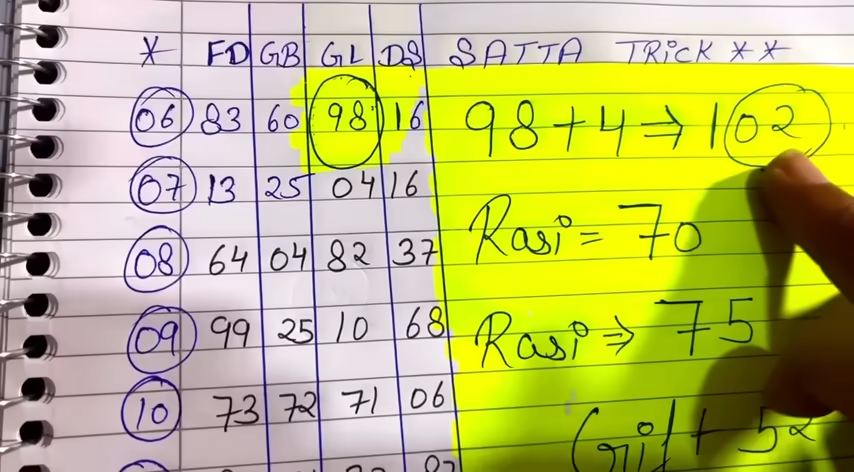 * FD GB GL DS SATTA TRICK **
06 83 60 98 16 98+4⇒102
07 13 25 04 16
Rasi = 70
08 64 04 82 37
09 99 25 10 68 Rasi ⇒ 75
10 73 72 71 06